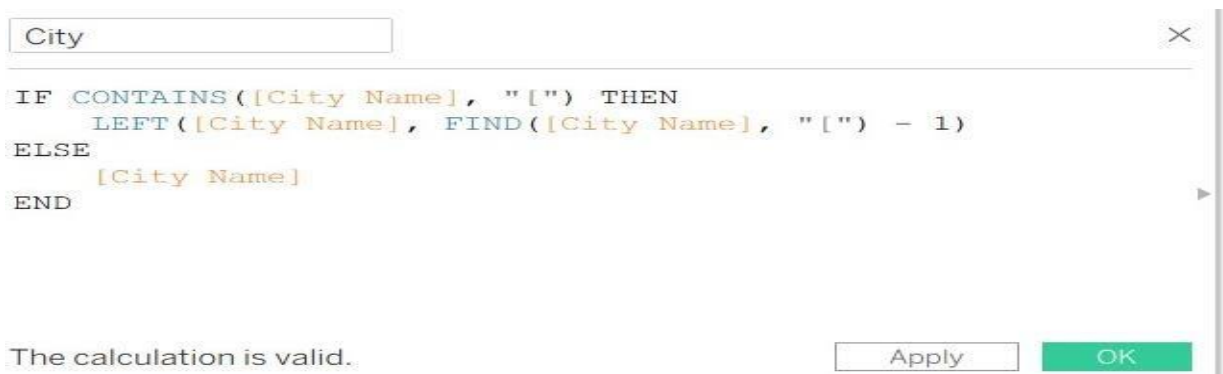 City
IF CONTAINS([City Name], "[") THEN
LEFT([City Name], FIND([City Name], "[") - 1)
ELSE
[City Name]
END
The calculation is valid.
Apply
OK